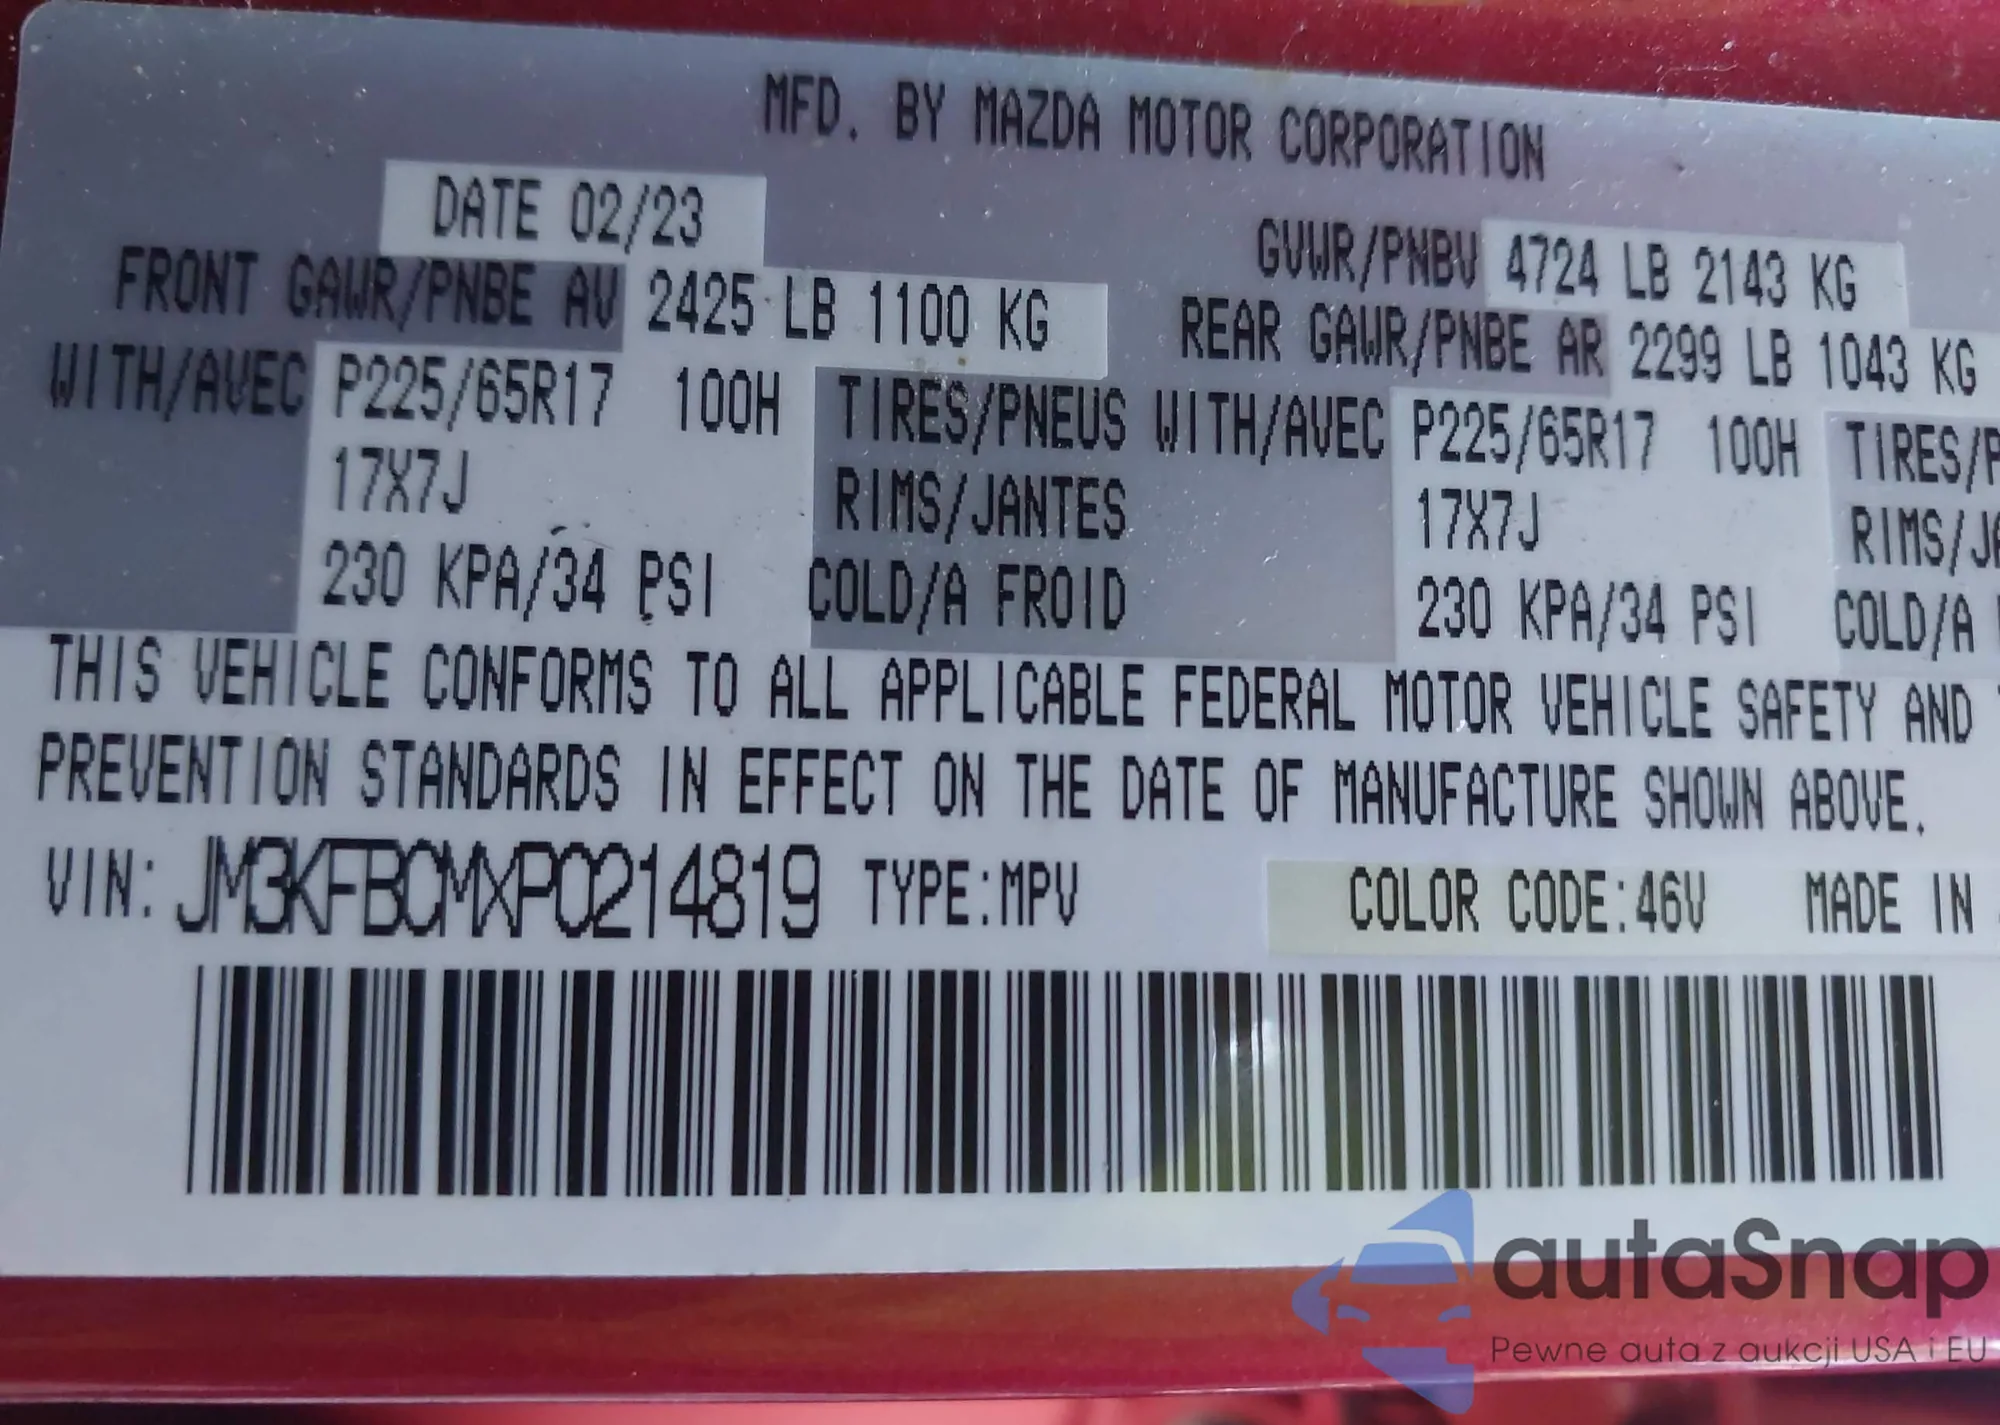 MFD. BY MAZDA MOTOR CORPORATION
DATE 02/23
GVWR/PNBV 4724 LB 2143 KG
FRONT GAWR/PNBE AV 2425 LB 1100 KG
REAR GAWR/PNBE AR 2299 LB 1043 KG
WITH/AVEC P225/65R17 100H TIRES/PNEUS WITH/AVEC P225/65R17 100H TIRES/P
17X7J RIMS/JANTES 17X7J RIMS/JA
230 KPA/34 PSI COLD/A FROID 230 KPA/34 PSI COLD/A
THIS VEHICLE CONFORMS TO ALL APPLICABLE FEDERAL MOTOR VEHICLE SAFETY AND
PREVENTION STANDARDS IN EFFECT ON THE DATE OF MANUFACTURE SHOWN ABOVE.
VIN: JM3KFBCMXP0214819 TYPE:MPV COLOR CODE:46V MADE IN
autaSnap
Pewne auta z aukcji USA i EU